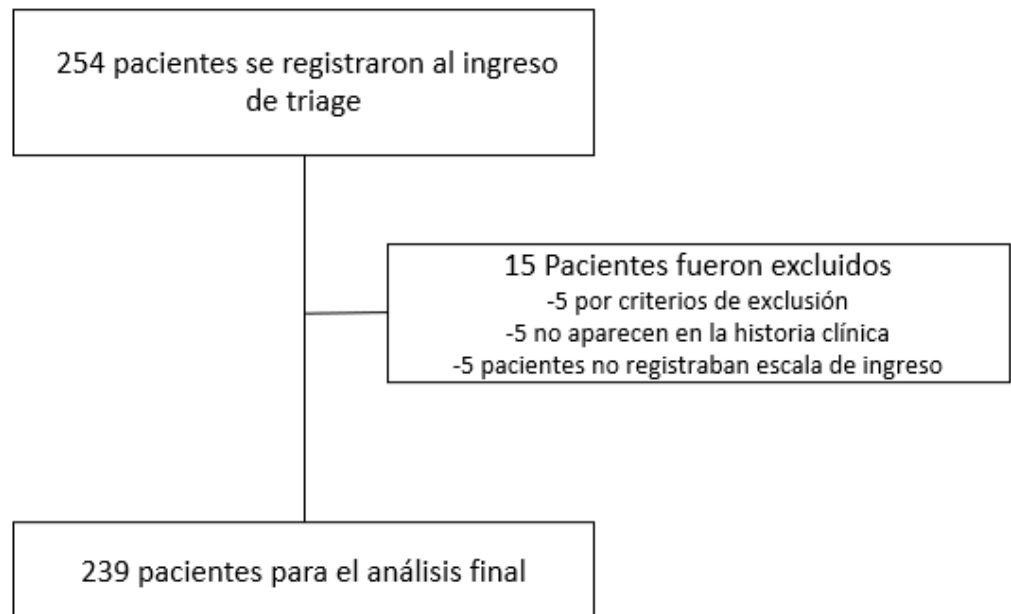 254 pacientes se registraron al ingreso
de triage
15 Pacientes fueron excluidos
-5 por criterios de exclusión
-5 no aparecen en la historia clínica
-5 pacientes no registraban escala de ingreso
239 pacientes para el análisis final